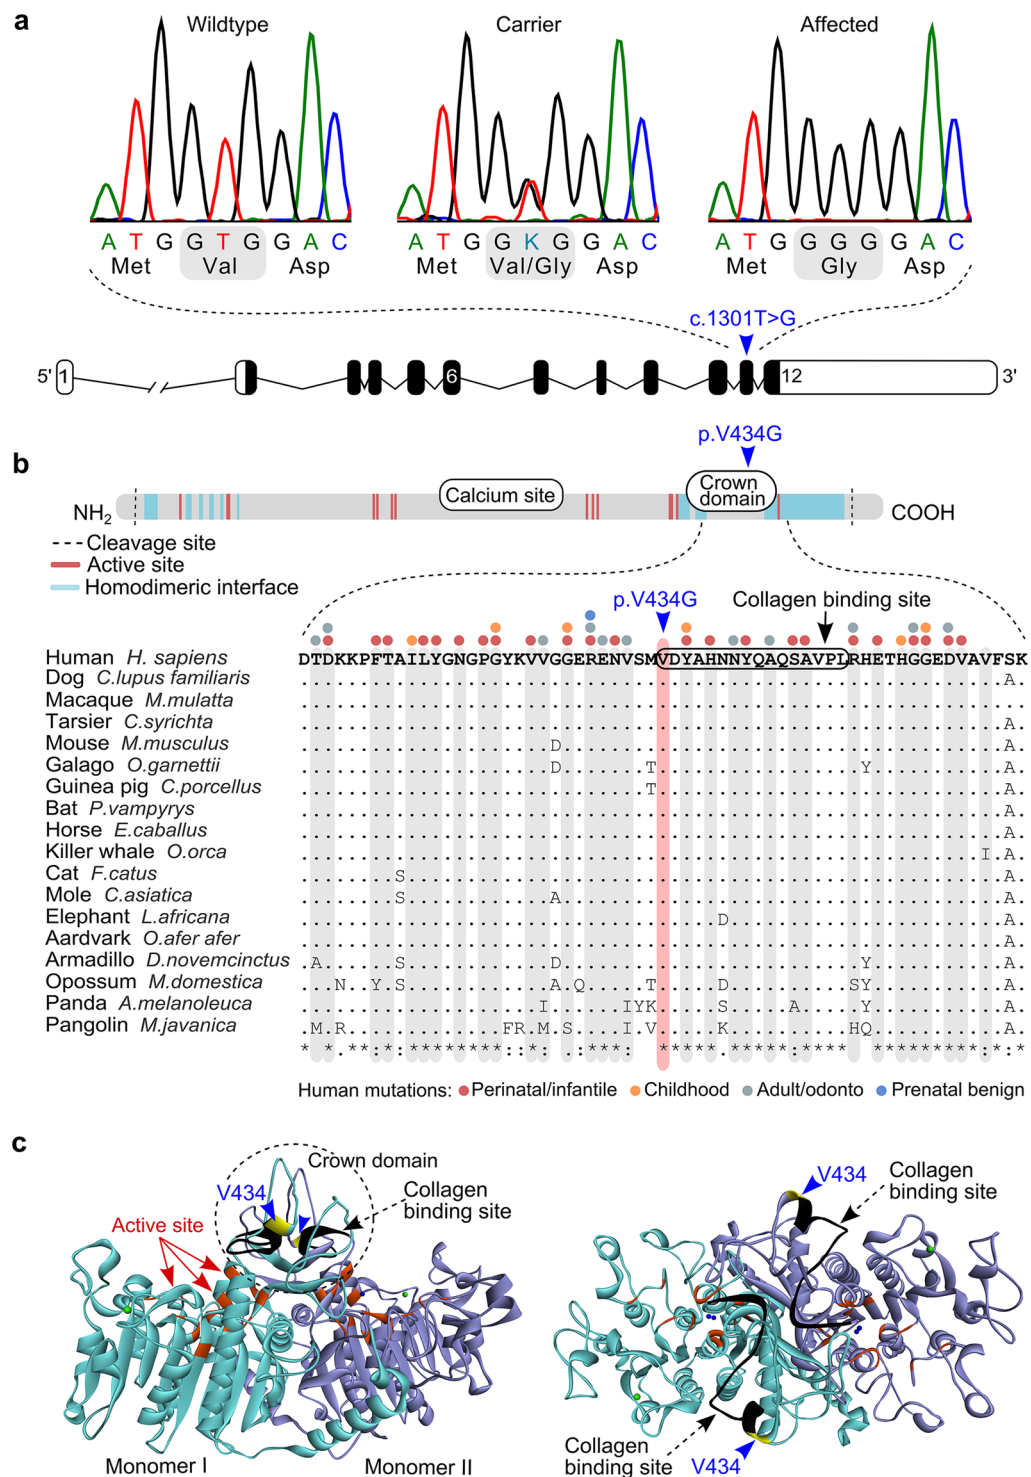 a
Wildtype Carrier Affected
A T G G T G G A C A T G G K G G A C A T G G G G G A C
Met Val Asp Met Val/Gly Asp Met Gly Asp
c.1301T>G
5' 1 6 12 3'
p.V434G
b
Crown
domain
Calcium site
NH2 COOH
Cleavage site
Active site
Homodimeric interface
p.V434G Collagen binding site
Human H. sapiens DTDKKPFTAILYGNGPGYKVVGGERENVSMVDYAHNNYQAQSAVPLRHETHGGEDVAVFSK
Dog C.lupus familiaris ...........................................................A.
Macaque M.mulatta .............................................................
Tarsier C.syrichta ...........................................................A.
Mouse M.musculus .....................D.....................................A.
Galago O.garnettii .....................D.......T.................Y...........A.
Guinea pig C.porcellus .............................T.............................A.
Bat P.vampyrys ...........................................................A.
Horse E.caballus ...........................................................A.
Killer whale O.orca .........................................................I.A.
Cat F.catus ........S..................................................A.
Mole C.asiatica ........S............A.....................................A.
Elephant L.africana ...................................D.......................A.
Aardvark O.afer afer ...........................................................A.
Armadillo D.novemcinctus .A......S............D.........................Y...........A.
Opossum M.domestica ...N..Y.S............A.Q.....T.....D..........SY...........A.
Panda A.melanoleuca ....................I......IYK.....S.....A.....Y...........A.
Pangolin M.javanica .M.R.............FR.M.S....I.V.....K..........HQ...........A.
Human mutations: Perinatal/infantile Childhood Adult/odonto Prenatal benign
c
Crown domain
V434
Collagen
binding site
Active site
Monomer I
Monomer II
V434
Collagen
binding site
Collagen
binding site
V434